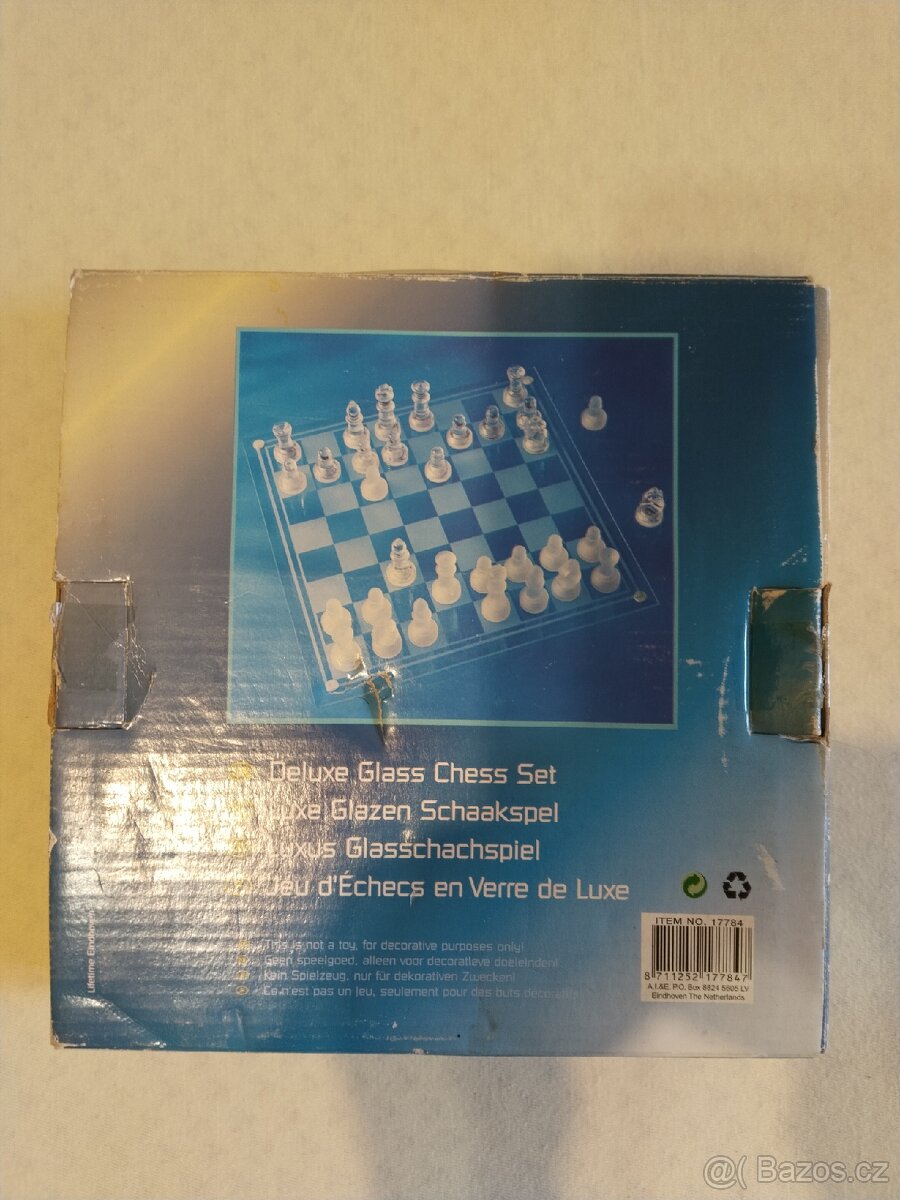 Deluxe Glass Chess Set
Luxe Glazen Schaakspel
Luxus Glasschachspiel
Jeu d'Échecs en Verre de Luxe
This is not a toy, for decorative purposes only!
Geen speelgoed, alleen voor decoratieve doeleinden!
Kein Spielzeug, nur für dekorativen Zwecken!
Ce n'est pas un jeu, seulement pour des buts
Lifetime Eindhoven
ITEM NO. 17784
8 711252 177847
A.I.&E. P.O. Box 8824 5605 LV
Eindhoven The Netherlands
@( Bazos.cz